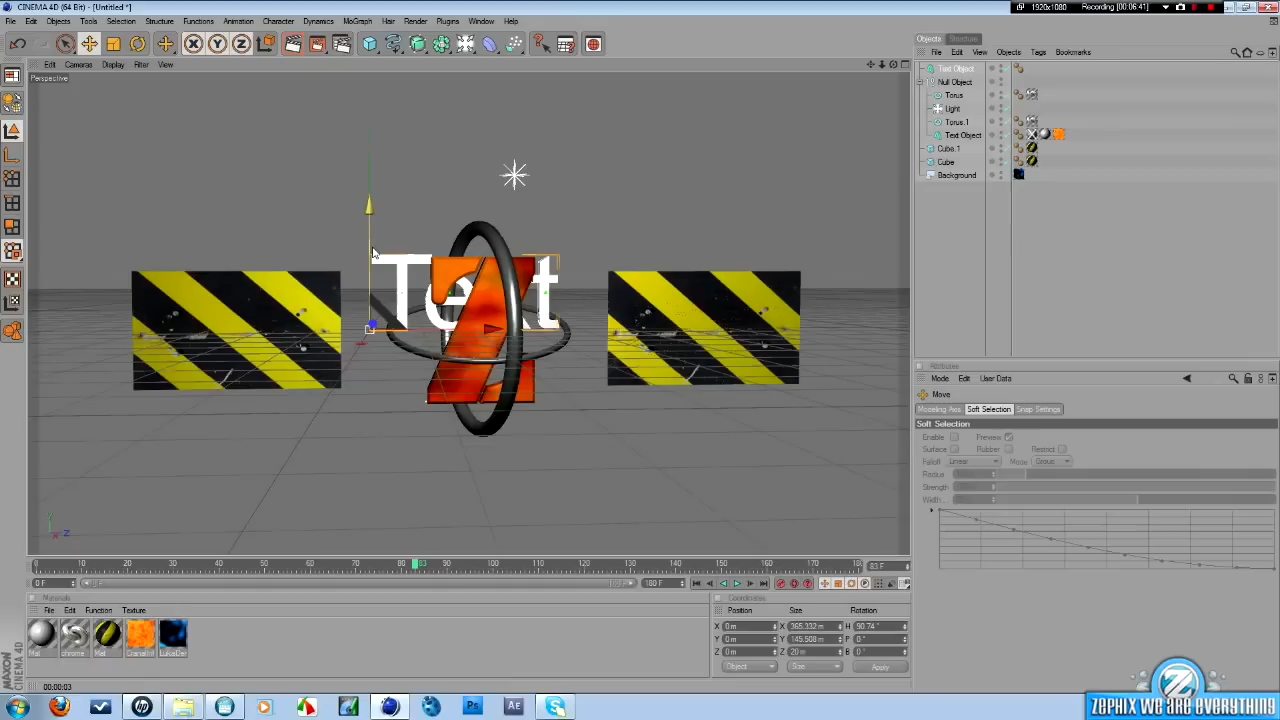 CINEMA 4D (64 Bit) - [Untitled *]
1920x1080 Recording [00:06:41]
File Edit Objects Tools Selection Structure Functions Animation Character Dynamics MoGraph Hair Render Plugins Window Help
Edit Cameras Display Filter View
Perspective
Objects Structure
File Edit View Objects Tags Bookmarks
Text Object
Null Object
Torus
Light
Torus.1
Text Object
Cube.1
Cube
Background
Text
Z
Attributes
Mode Edit User Data
Move
Modeling Axis Soft Selection Snap Settings
Soft Selection
Enable Preview
Surface Rubber Restrict
Falloff Linear Mode Group
Radius
Strength
Width
Y
X Z
0 10 20 30 40 50 60 70 80 83 90 100 110 120 130 140 150 160 170 180
83 F
0 F 180 F
Materials
File Edit Function Texture
Mat chrome Mat
Coordinates
Position Size Rotation
X 0 m X 365.332 m H 90.74 °
Y 0 m Y 145.508 m P 0 °
Z 0 m Z 20 m B 0 °
Object Size Apply
MAXON
CINEMA 4D
00:00:03
hp Ps Ae
ZEPHIX WE ARE EVERYTHING